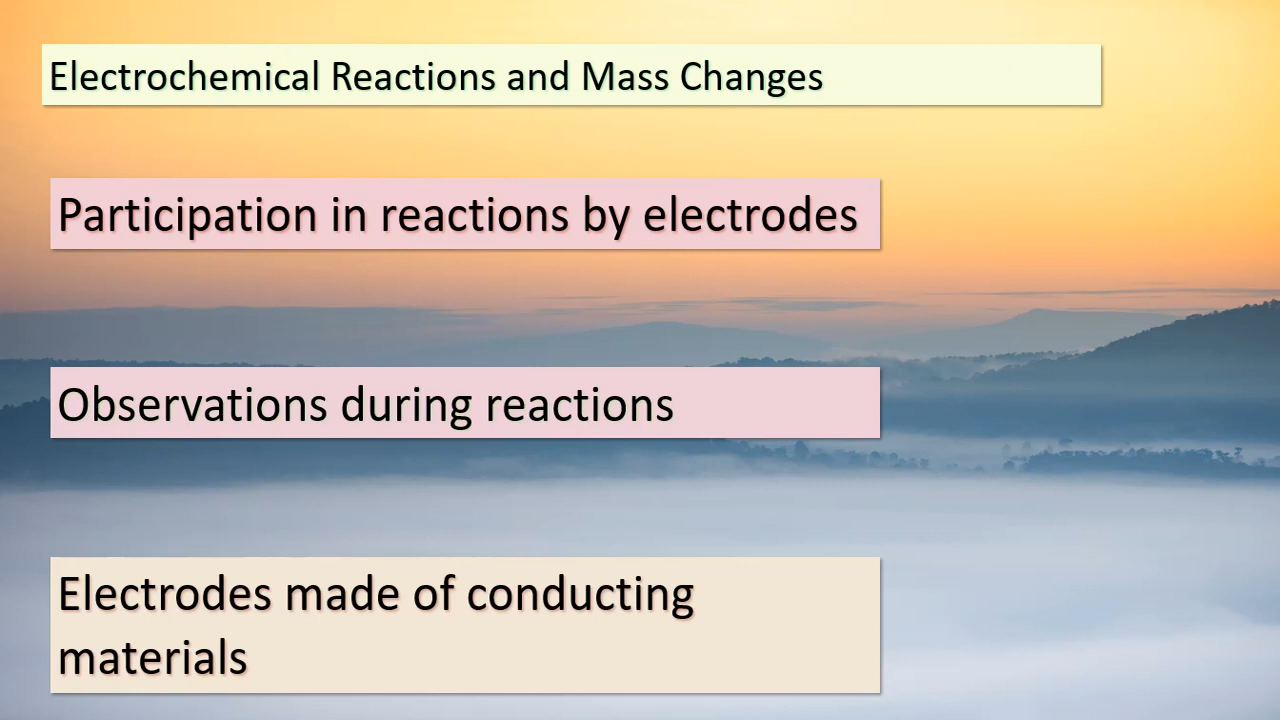 Electrochemical Reactions and Mass Changes
Participation in reactions by electrodes
Observations during reactions
Electrodes made of conducting
materials